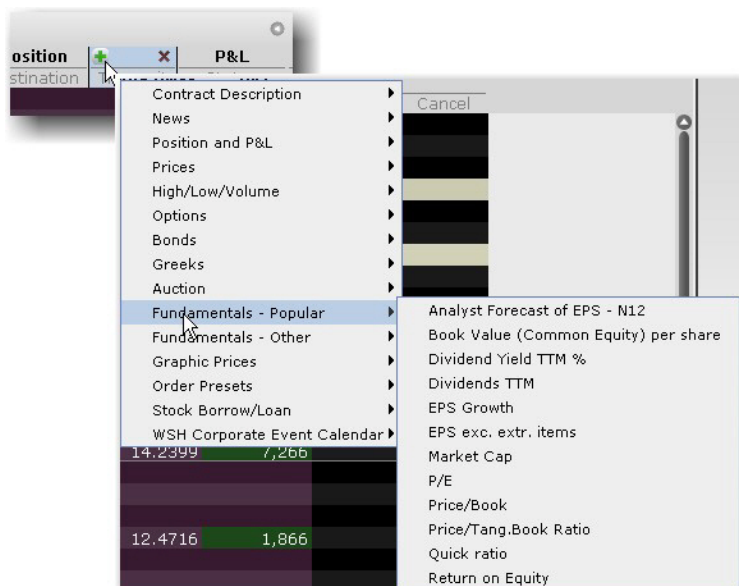 osition P&L
stination
Cancel
Contract Description
News
Position and P&L
Prices
High/Low/Volume
Options
Bonds
Greeks
Auction
Fundamentals - Popular
Fundamentals - Other
Graphic Prices
Order Presets
Stock Borrow/Loan
WSH Corporate Event Calendar
Analyst Forecast of EPS - N12
Book Value (Common Equity) per share
Dividend Yield TTM %
Dividends TTM
EPS Growth
EPS exc. extr. items
Market Cap
P/E
Price/Book
Price/Tang.Book Ratio
Quick ratio
Return on Equity
14.2399 7,266
12.4716 1,866